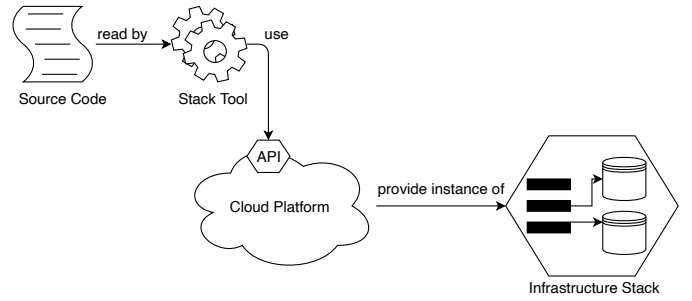 read by
use
Source Code
Stack Tool
API
Cloud Platform
provide instance of
Infrastructure Stack